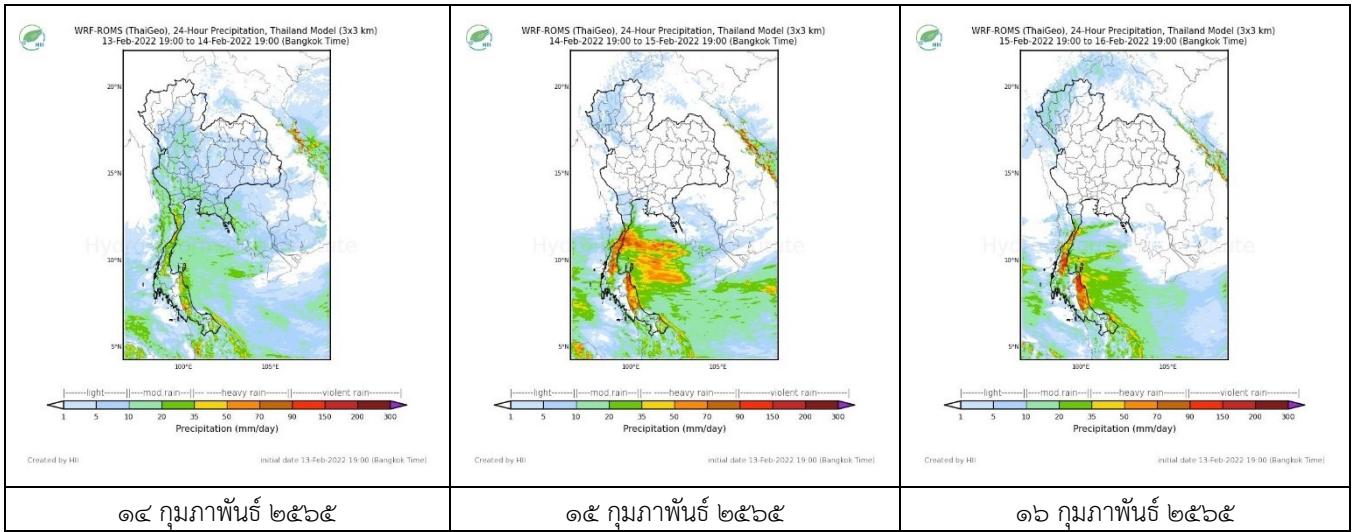 WRF-ROMS (ThaiGeo), 24-Hour Precipitation, Thailand Model (3x3 km)
13-Feb-2022 19:00 to 14-Feb-2022 19:00 (Bangkok Time)
HII
20°N
15°N
10°N
5°N
100°E 105°E
|-------light-------||----mod.rain---||--- ----heavy rain----||------violent rain---------|
1 5 10 20 35 50 70 90 150 200 300
Precipitation (mm/day)
Created by HII initial date 13-Feb-2022 19:00 (Bangkok Time)
๑๔ กุมภาพันธ์ ๒๕๖๕
WRF-ROMS (ThaiGeo), 24-Hour Precipitation, Thailand Model (3x3 km)
14-Feb-2022 19:00 to 15-Feb-2022 19:00 (Bangkok Time)
HII
20°N
15°N
10°N
5°N
100°E 105°E
|-------light-------||----mod.rain---||--- ----heavy rain----||------violent rain---------|
1 5 10 20 35 50 70 90 150 200 300
Precipitation (mm/day)
Created by HII initial date 13-Feb-2022 19:00 (Bangkok Time)
๑๕ กุมภาพันธ์ ๒๕๖๕
WRF-ROMS (ThaiGeo), 24-Hour Precipitation, Thailand Model (3x3 km)
15-Feb-2022 19:00 to 16-Feb-2022 19:00 (Bangkok Time)
HII
20°N
15°N
10°N
5°N
100°E 105°E
|-------light-------||----mod.rain---||--- ----heavy rain----||------violent rain---------|
1 5 10 20 35 50 70 90 150 200 300
Precipitation (mm/day)
Created by HII initial date 13-Feb-2022 19:00 (Bangkok Time)
๑๖ กุมภาพันธ์ ๒๕๖๕